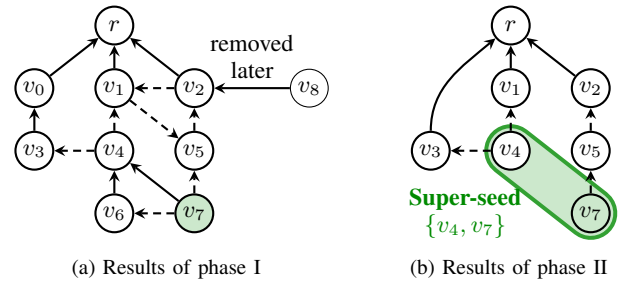 r
r
removed
later
v₀
v₁
v₂
v₈
v₁
v₂
v₃
v₄
v₅
v₃
v₄
v₅
v₆
v₇
Super-seed
{v₄, v₇}
v₇
(a) Results of phase I
(b) Results of phase II